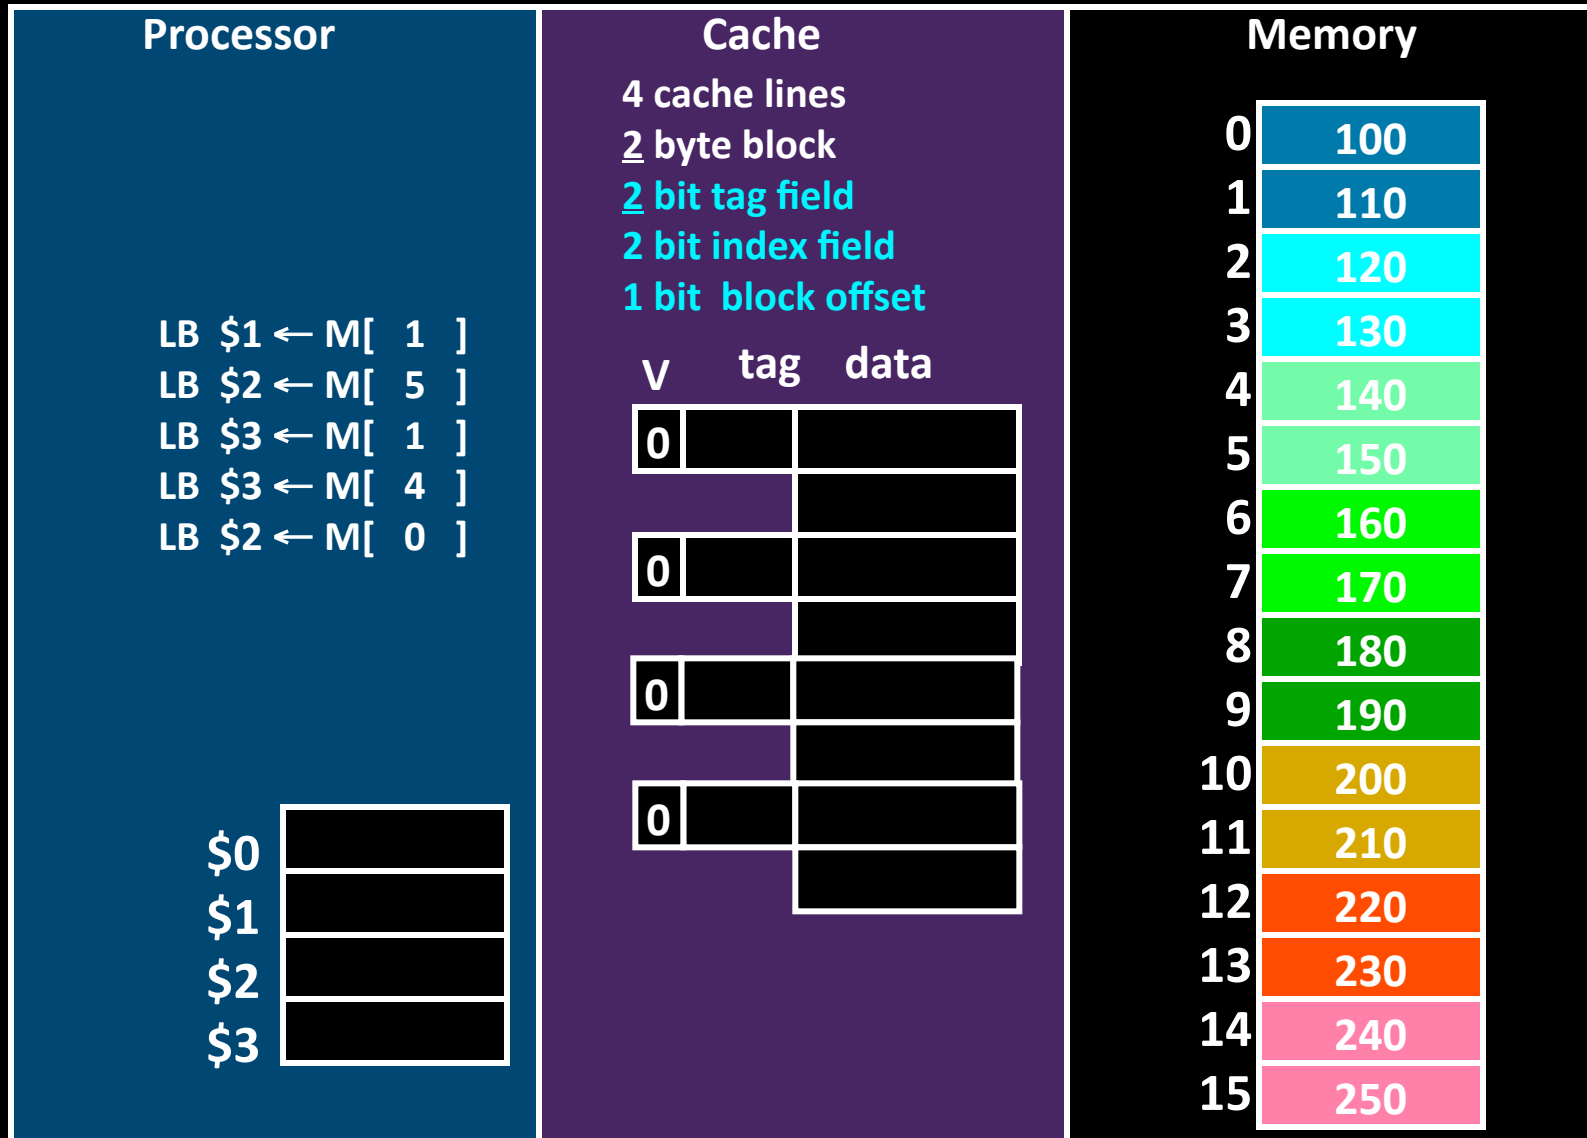 Processor
LB $1 ← M[ 1 ]
LB $2 ← M[ 5 ]
LB $3 ← M[ 1 ]
LB $3 ← M[ 4 ]
LB $2 ← M[ 0 ]
$0
$1
$2
$3
Cache
4 cache lines
2 byte block
2 bit tag field
2 bit index field
1 bit block offset
V tag data
0
0
0
0
Memory
0 100
1 110
2 120
3 130
4 140
5 150
6 160
7 170
8 180
9 190
10 200
11 210
12 220
13 230
14 240
15 250